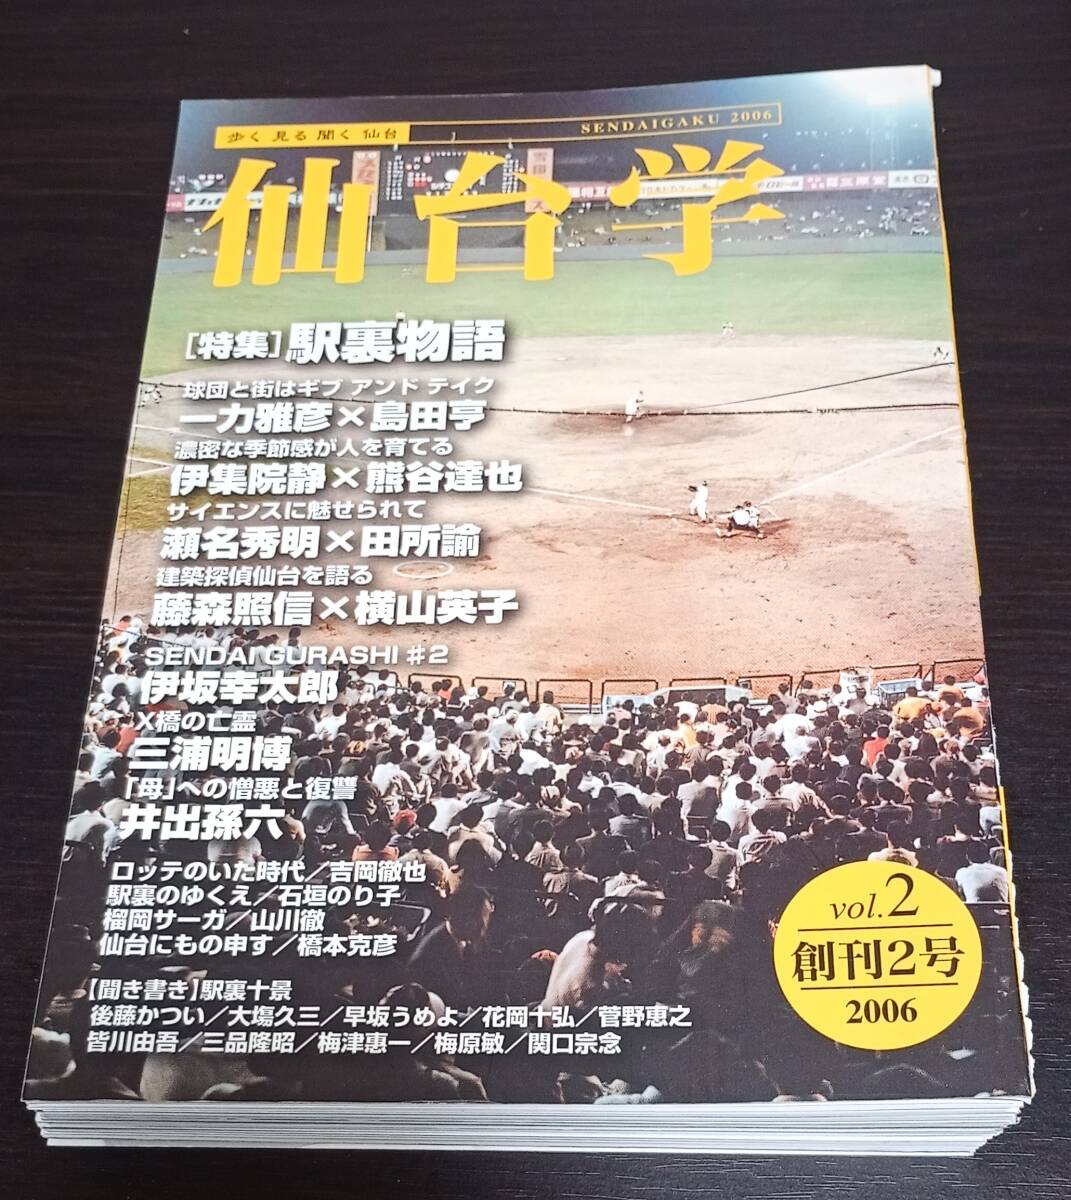 歩く 見る 聞く 仙台
SENDAIGAKU 2006
仙台学
［特集］駅裏物語
球団と街はギブ アンド テイク
一力雅彦×島田亨
濃密な季節感が人を育てる
伊集院静×熊谷達也
サイエンスに魅せられて
瀬名秀明×田所諭
建築探偵仙台を語る
藤森照信×横山英子
SENDAI GURASHI ♯2
伊坂幸太郎
X橋の亡霊
三浦明博
「母」への憎悪と復讐
井出孫六
ロッテのいた時代／吉岡徹也
駅裏のゆくえ／石垣のり子
榴岡サーガ／山川徹
仙台にもの申す／橋本克彦
【聞き書き】駅裏十景
後藤かつい／大塲久三／早坂うめよ／花岡十弘／菅野恵之
皆川由吾／三品隆昭／梅津惠一／梅原敏／関口宗念
vol.2
創刊2号
2006